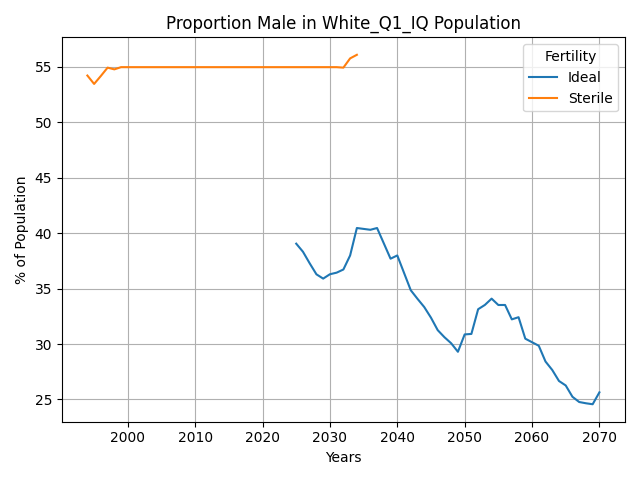 Proportion Male in White_Q1_IQ Population
Fertility
Ideal
Sterile
% of Population
55
50
45
40
35
30
25
2000 2010 2020 2030 2040 2050 2060 2070
Years